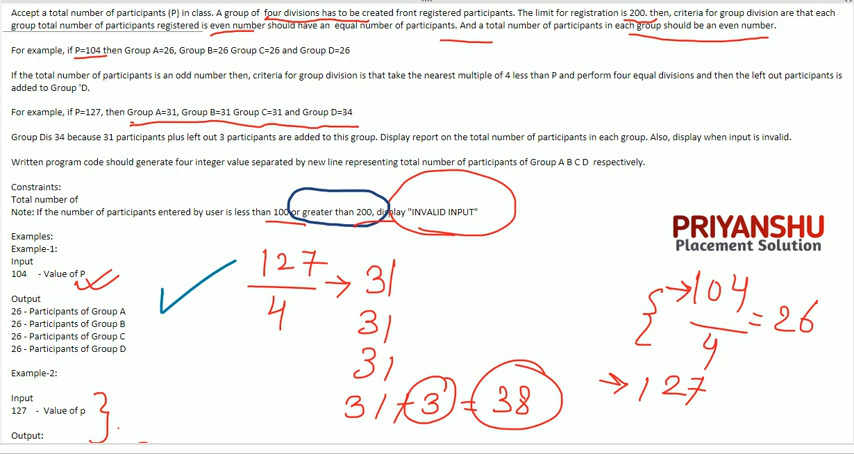 Accept a total number of participants (P) in class. A group of four divisions has to be created front registered participants. The limit for registration is 200. then, criteria for group division are that each
group total number of participants registered is even number should have an equal number of participants. And a total number of participants in each group should be an even number.
For example, if P=104 then Group A=26, Group B=26 Group C=26 and Group D=26
If the total number of participants is an odd number then, criteria for group division is that take the nearest multiple of 4 less than P and perform four equal divisions and then the left out participants is
added to Group 'D.
For example, if P=127, then Group A=31, Group B=31 Group C=31 and Group D=34
Group Dis 34 because 31 participants plus left out 3 participants are added to this group. Display report on the total number of participants in each group. Also, display when input is invalid.
Written program code should generate four integer value separated by new line representing total number of participants of Group A B C D respectively.
Constraints:
Total number of
Note: If the number of participants entered by user is less than 100 or greater than 200, display "INVALID INPUT"
Examples:
Example-1:
Input
104 - Value of P
Output
26 - Participants of Group A
26 - Participants of Group B
26 - Participants of Group C
26 - Participants of Group D
Example-2:
Input
127 - Value of p
Output:
127
4
→ 31
31
31
31 + 3 = 38
PRIYANSHU
Placement Solution
→ 104
4
= 26
→ 127